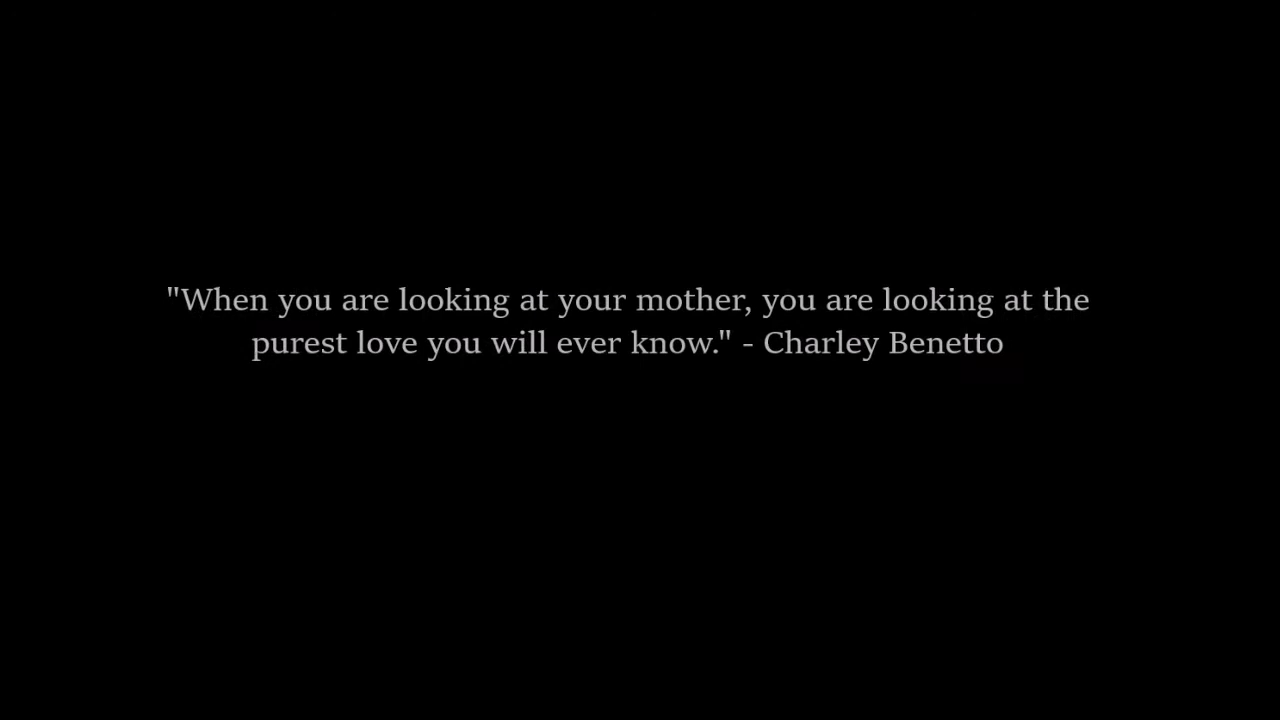 "When you are looking at your mother, you are looking at the
purest love you will ever know." - Charley Benetto